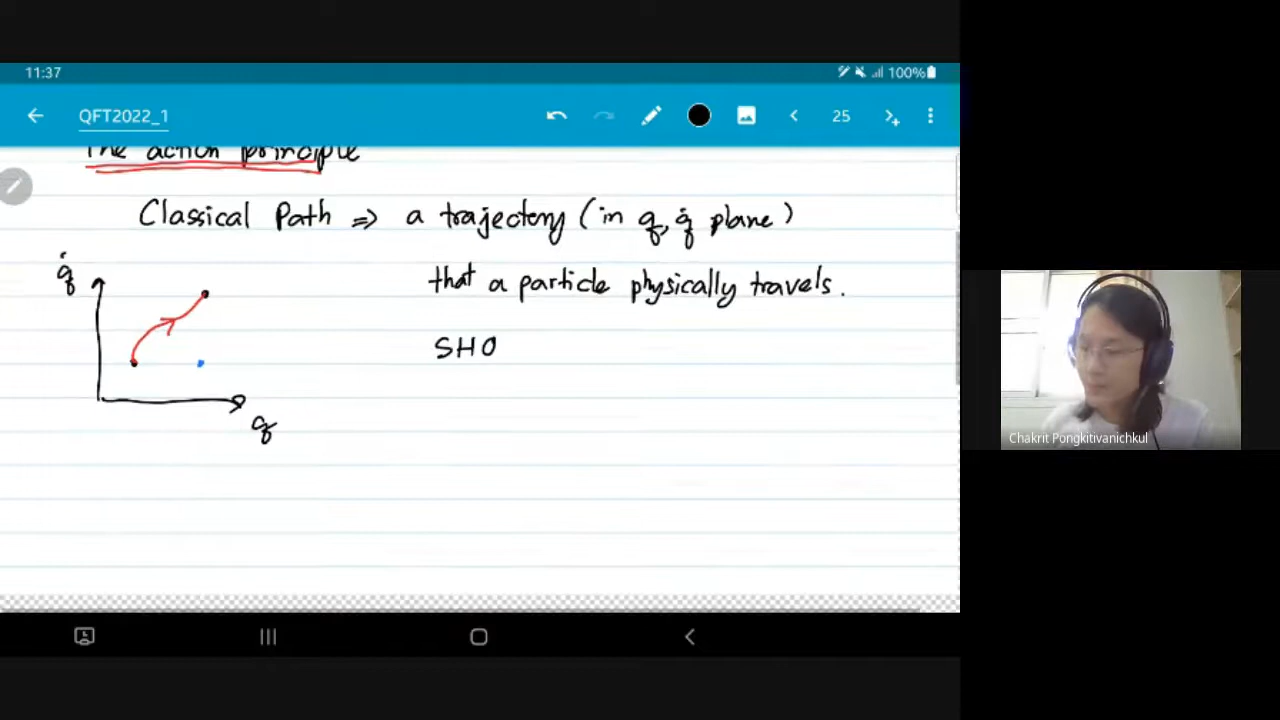 11:37
100%
QFT2022_1
25
The action principle
Classical Path ⇒ a trajectory (in q, q̇ plane)
that a particle physically travels.
q̇
SHO
q
Chakrit Pongkitivanichkul